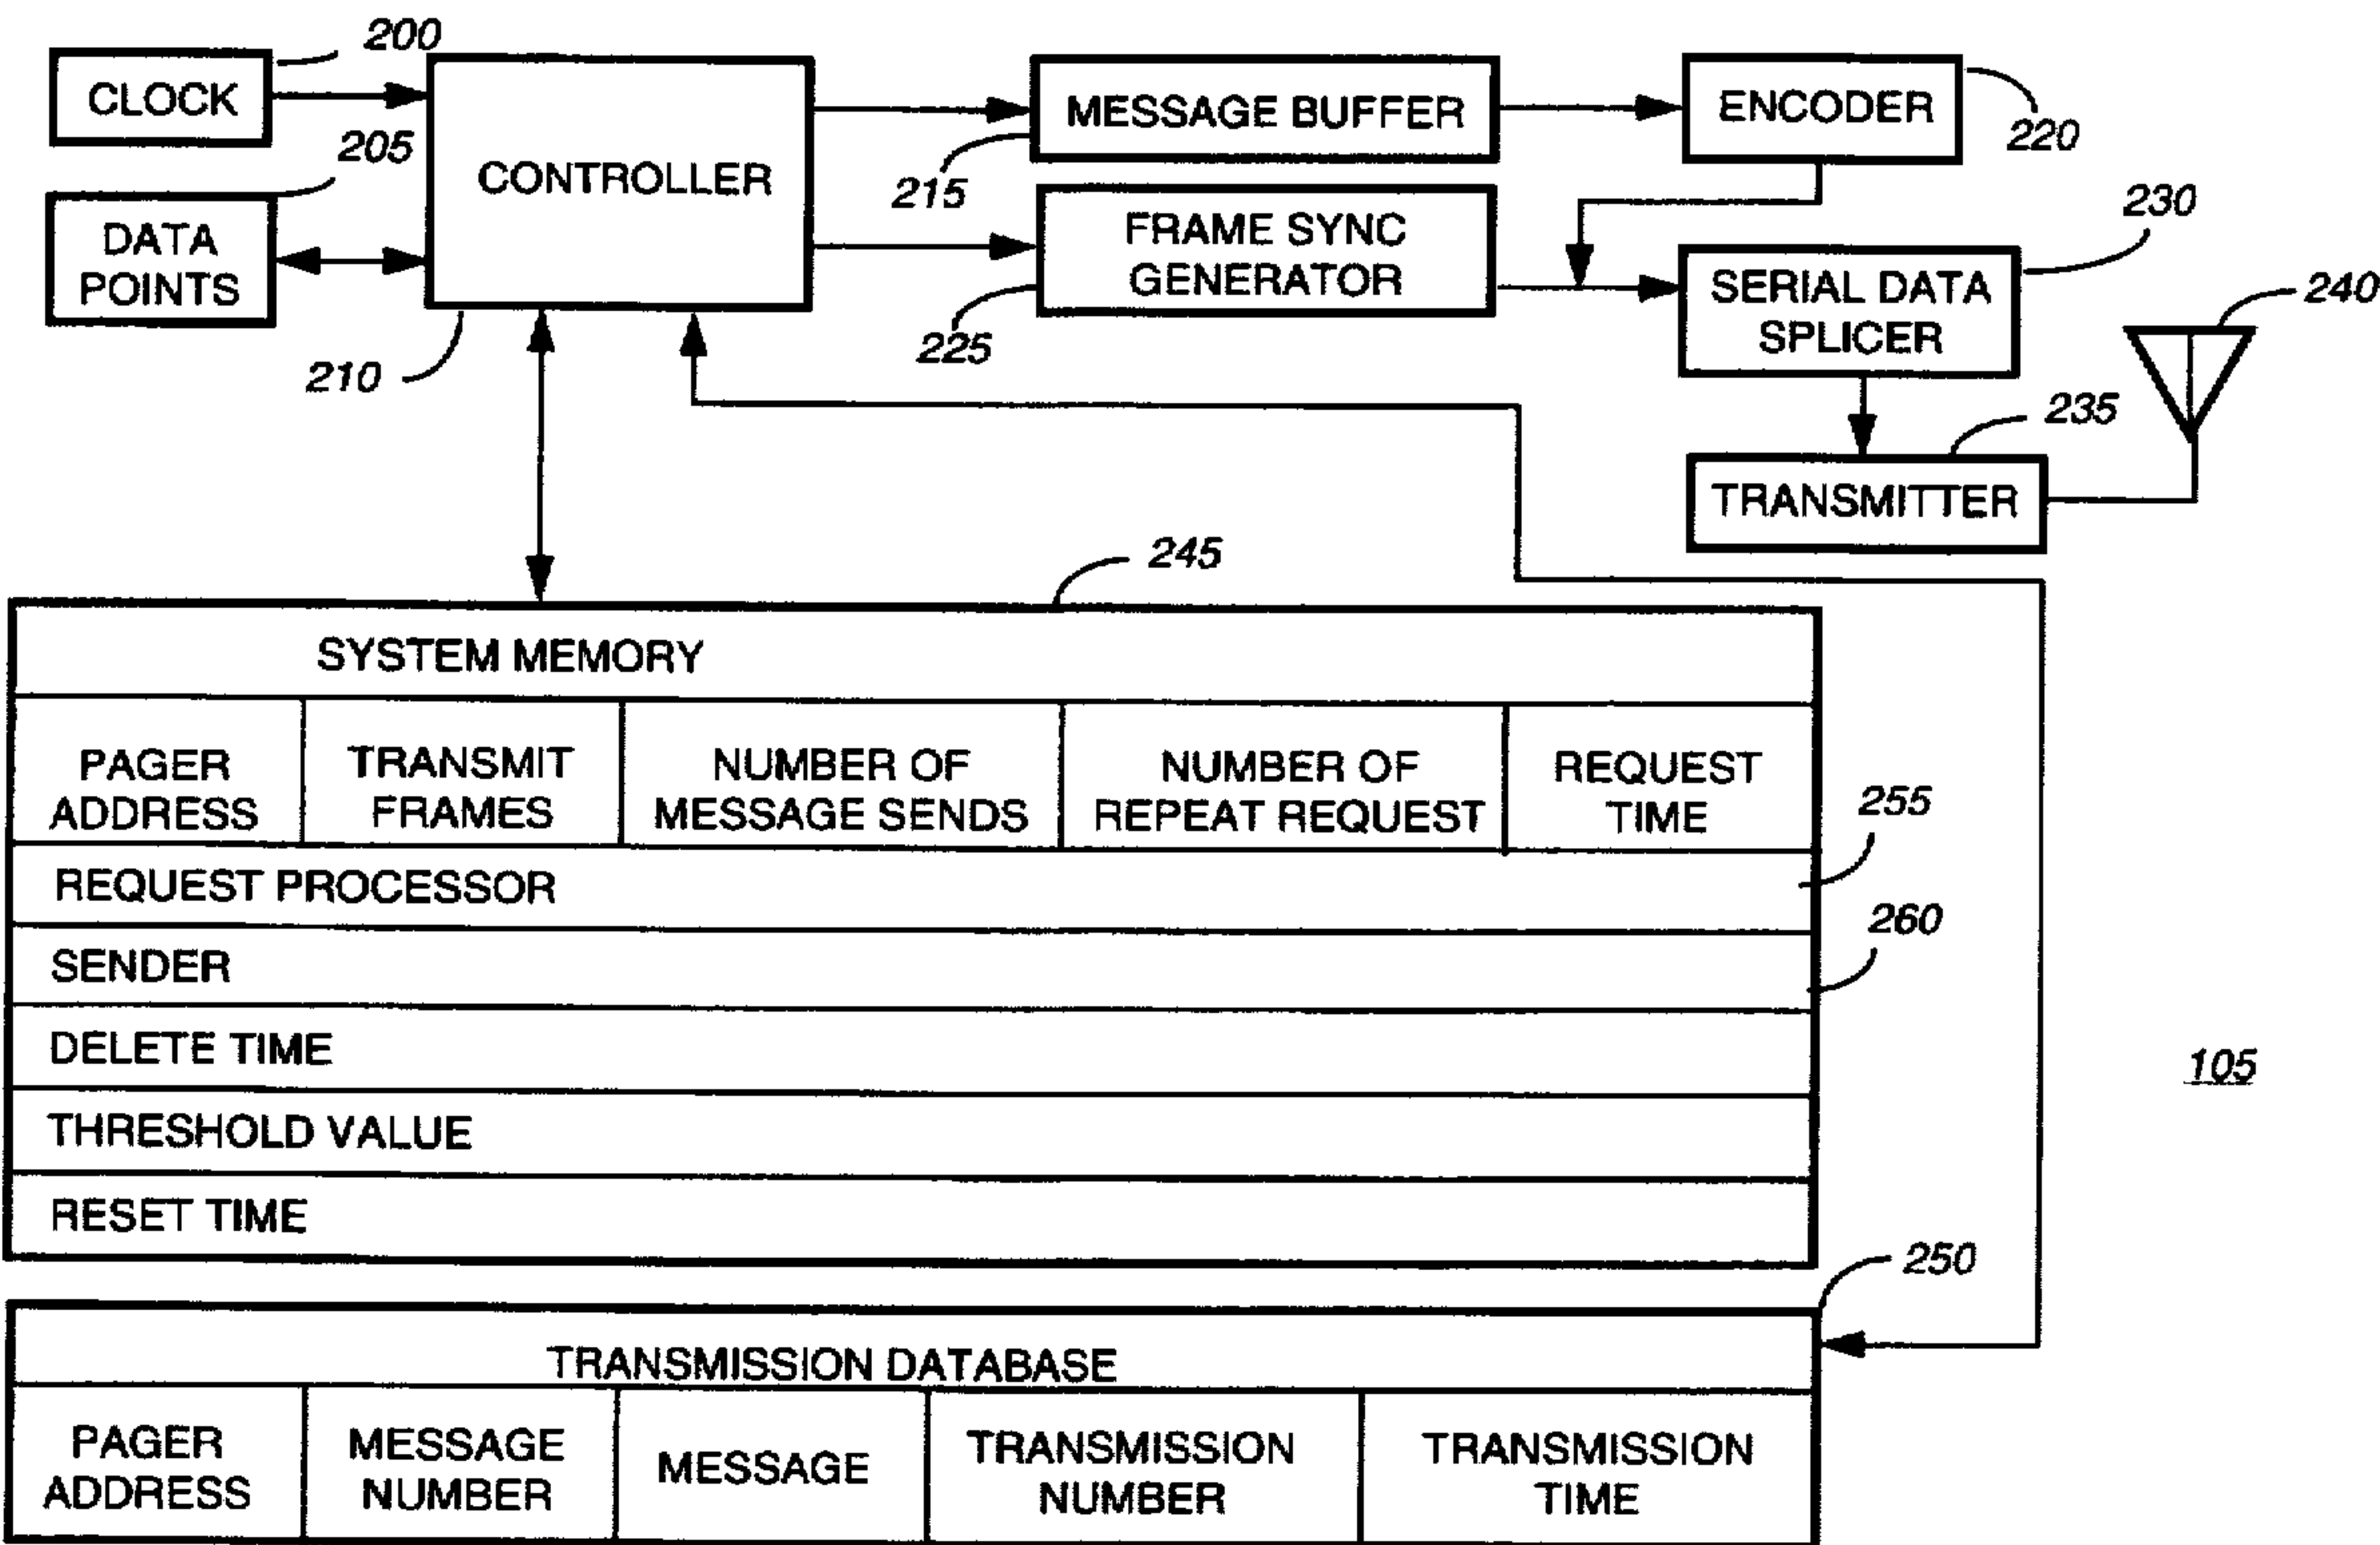 200
CLOCK
205
DATA
POINTS
CONTROLLER
210
MESSAGE BUFFER
215
ENCODER
220
FRAME SYNC
GENERATOR
225
SERIAL DATA
SPLICER
230
240
TRANSMITTER
235
245
SYSTEM MEMORY
PAGER
ADDRESS
TRANSMIT
FRAMES
NUMBER OF
MESSAGE SENDS
NUMBER OF
REPEAT REQUEST
REQUEST
TIME
REQUEST PROCESSOR
255
SENDER
260
DELETE TIME
THRESHOLD VALUE
RESET TIME
105
250
TRANSMISSION DATABASE
PAGER
ADDRESS
MESSAGE
NUMBER
MESSAGE
TRANSMISSION
NUMBER
TRANSMISSION
TIME